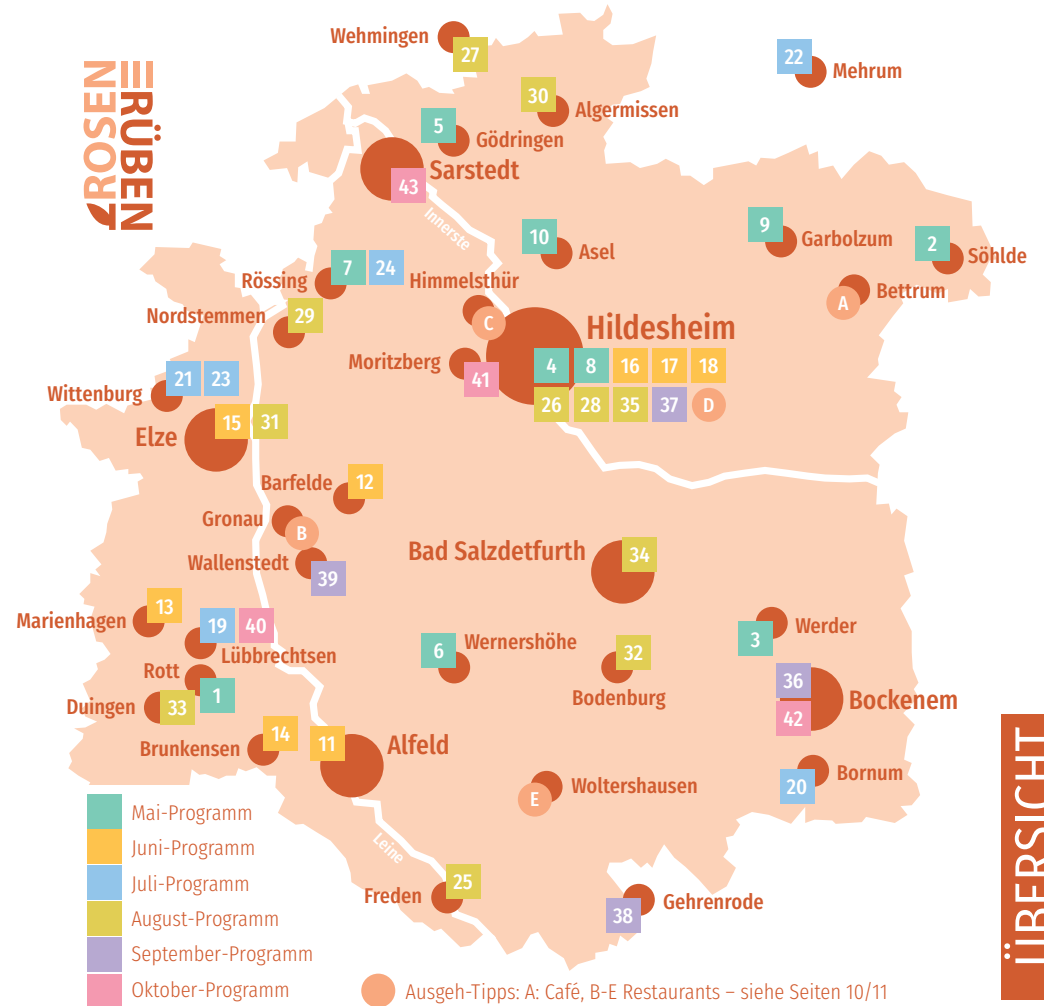 ROSEN
RÜBEN
Wehmingen
27
22
Mehrum
30
Algermissen
5
Gödringen
Sarstedt
43
Innerste
10
Asel
9
Garbolzum
2
Söhlde
Bettrum
A
Rössing
7
24
Himmelsthür
C
Nordstemmen
29
Hildesheim
Moritzberg
41
4
8
16
17
18
26
28
35
37
D
21
23
Wittenburg
Elze
15
31
Barfelde
12
Gronau
B
Wallenstedt
39
Bad Salzdetfurth
34
Marienhagen
13
19
40
Lübbrechtsen
Rott
1
Duingen
33
Brunkensen
14
11
Alfeld
6
Wernershöhe
32
Bodenburg
3
Werder
36
42
Bockenem
20
Bornum
E
Woltershausen
Leine
Freden
25
38
Gehrenrode
Mai-Programm
Juni-Programm
Juli-Programm
August-Programm
September-Programm
Oktober-Programm
Ausgeh-Tipps: A: Café, B-E Restaurants – siehe Seiten 10/11
ÜBERSICHT